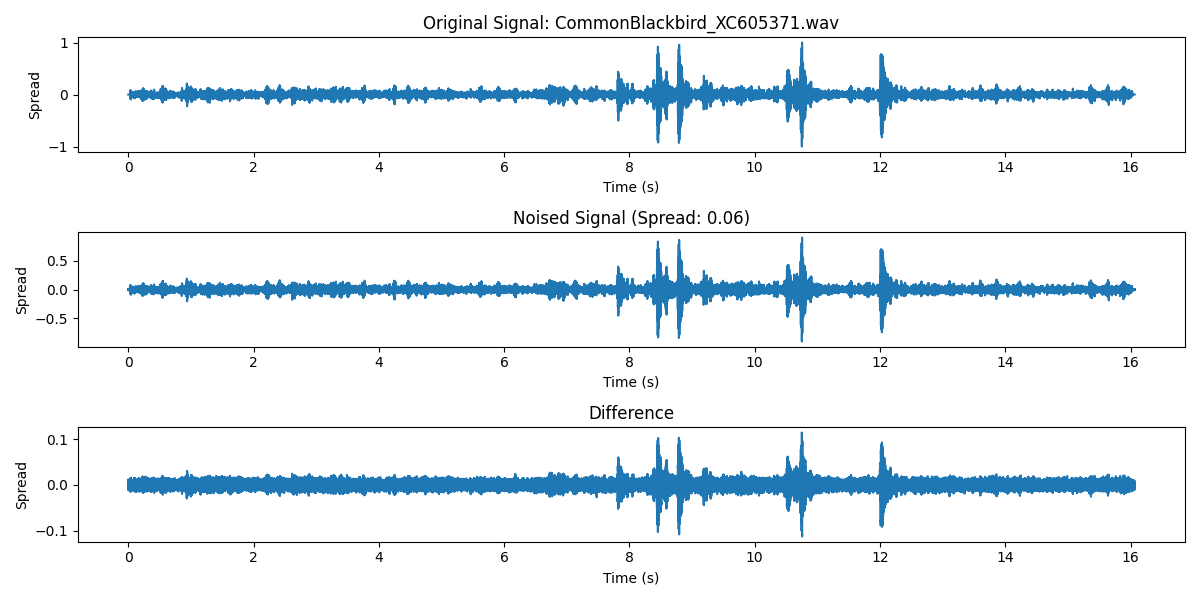 Original Signal: CommonBlackbird_XC605371.wav
1
0
−1
Spread
0 2 4 6 8 10 12 14 16
Time (s)
Noised Signal (Spread: 0.06)
0.5
0.0
−0.5
Spread
0 2 4 6 8 10 12 14 16
Time (s)
Difference
0.1
0.0
−0.1
Spread
0 2 4 6 8 10 12 14 16
Time (s)